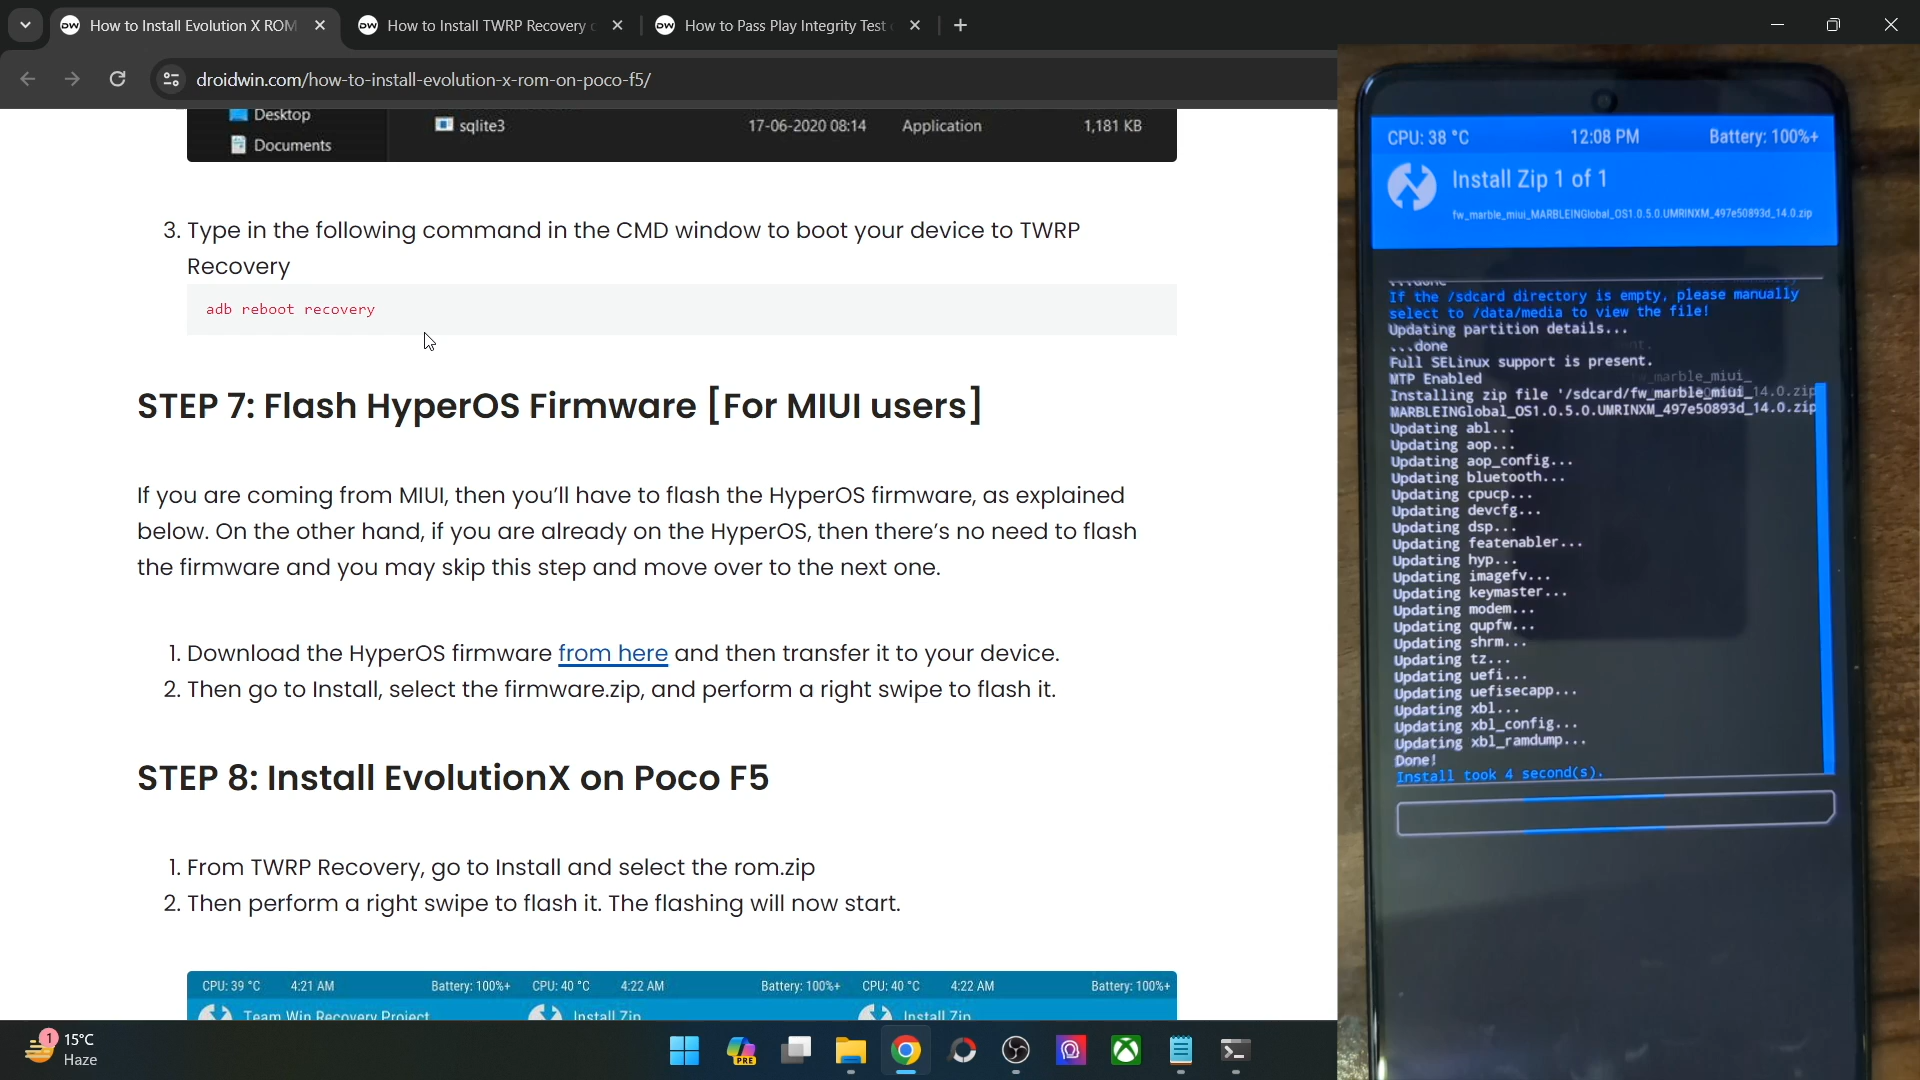 How to Install Evolution X ROM
How to Install TWRP Recovery
How to Pass Play Integrity Test
droidwin.com/how-to-install-evolution-x-rom-on-poco-f5/
Desktop
sqlite3 17-06-2020 08:14 Application 1,181 KB
Documents
3. Type in the following command in the CMD window to boot your device to TWRP
Recovery
adb reboot recovery
STEP 7: Flash HyperOS Firmware [For MIUI users]
If you are coming from MIUI, then you'll have to flash the HyperOS firmware, as explained
below. On the other hand, if you are already on the HyperOS, then there's no need to flash
the firmware and you may skip this step and move over to the next one.
1. Download the HyperOS firmware from here and then transfer it to your device.
2. Then go to Install, select the firmware.zip, and perform a right swipe to flash it.
STEP 8: Install EvolutionX on Poco F5
1. From TWRP Recovery, go to Install and select the rom.zip
2. Then perform a right swipe to flash it. The flashing will now start.
CPU: 39 °C 4:21 AM Battery: 100%+ CPU: 40 °C 4:22 AM Battery: 100%+ CPU: 40 °C 4:22 AM Battery: 100%+
Team Win Recovery Project Install Zip Install Zip
1
15°C
Haze
PRE
CPU: 38 °C 12:08 PM Battery: 100%+
Install Zip 1 of 1
fw_marble_miui_MARBLEINGlobal_OS1.0.5.0.UMRINXM_497e50893d_14.0.zip
...done
If the /sdcard directory is empty, please manually
select to /data/media to view the file!
Updating partition details...
...done
Full SELinux support is present.
MTP Enabled
Installing zip file '/sdcard/fw_marble_miui_
MARBLEINGlobal_OS1.0.5.0.UMRINXM_497e50893d_14.0.zip
Updating abl...
Updating aop...
Updating aop_config...
Updating bluetooth...
Updating cpucp...
Updating devcfg...
Updating dsp...
Updating featenabler...
Updating hyp...
Updating imagefv...
Updating keymaster...
Updating modem...
Updating qupfw...
Updating shrm...
Updating tz...
Updating uefi...
Updating uefisecapp...
Updating xbl...
Updating xbl_config...
Updating xbl_ramdump...
Done!
Install took 4 second(s).